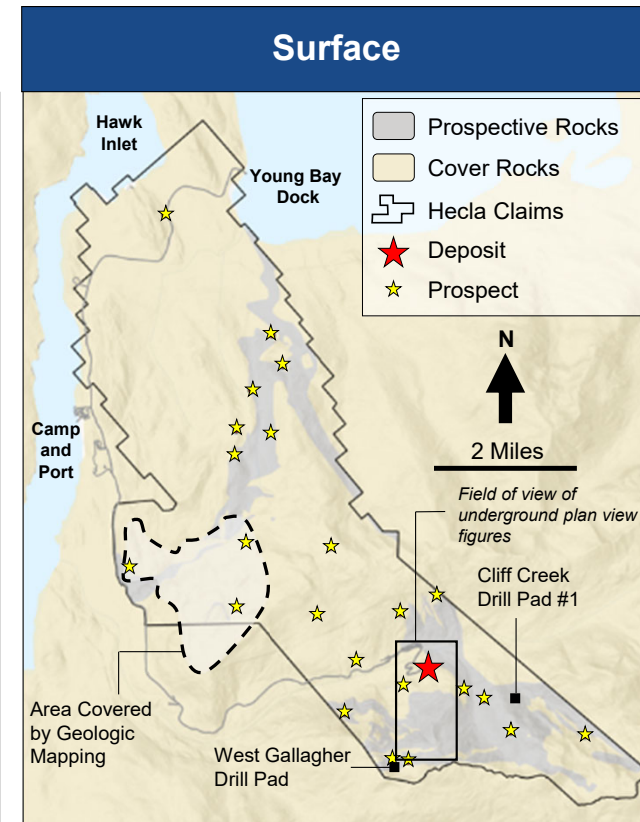 Surface
Hawk
Inlet
Young Bay
Dock
Prospective Rocks
Cover Rocks
Hecla Claims
Deposit
Prospect
N
2 Miles
Camp
and
Port
Field of view of
underground plan view
figures
Cliff Creek
Drill Pad #1
Area Covered
by Geologic
Mapping
West Gallagher
Drill Pad